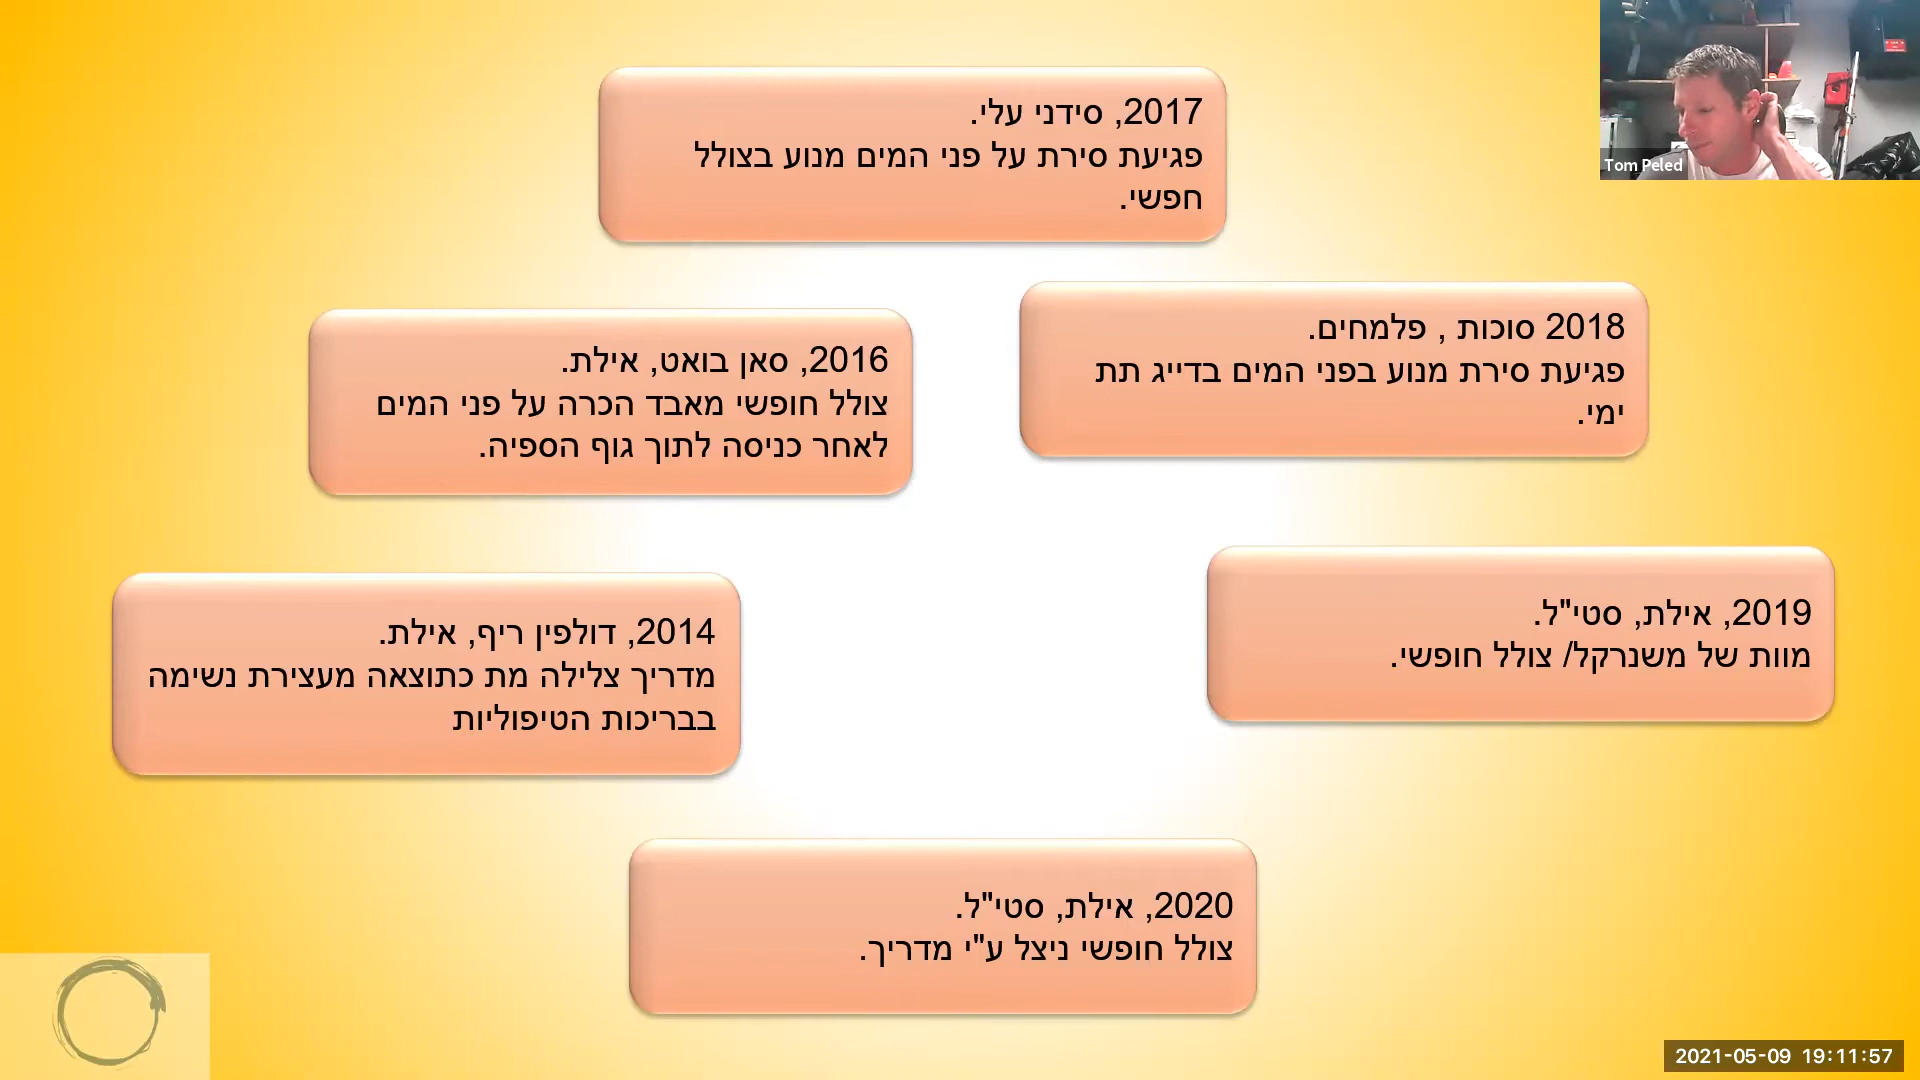 2017, סידני עלי.
פגיעת סירת על פני המים מנוע בצולל
חפשי.
2018 סוכות , פלמחים.
פגיעת סירת מנוע בפני המים בדייג תת
ימי.
2016, סאן בואט, אילת.
צולל חופשי מאבד הכרה על פני המים
לאחר כניסה לתוך גוף הספיה.
2019, אילת, סטי"ל.
מוות של משנרקל/ צולל חופשי.
2014, דולפין ריף, אילת.
מדריך צלילה מת כתוצאה מעצירת נשימה
בבריכות הטיפוליות
2020, אילת, סטי"ל.
צולל חופשי ניצל ע"י מדריך.
Tom Peled
2021-05-09 19:11:57